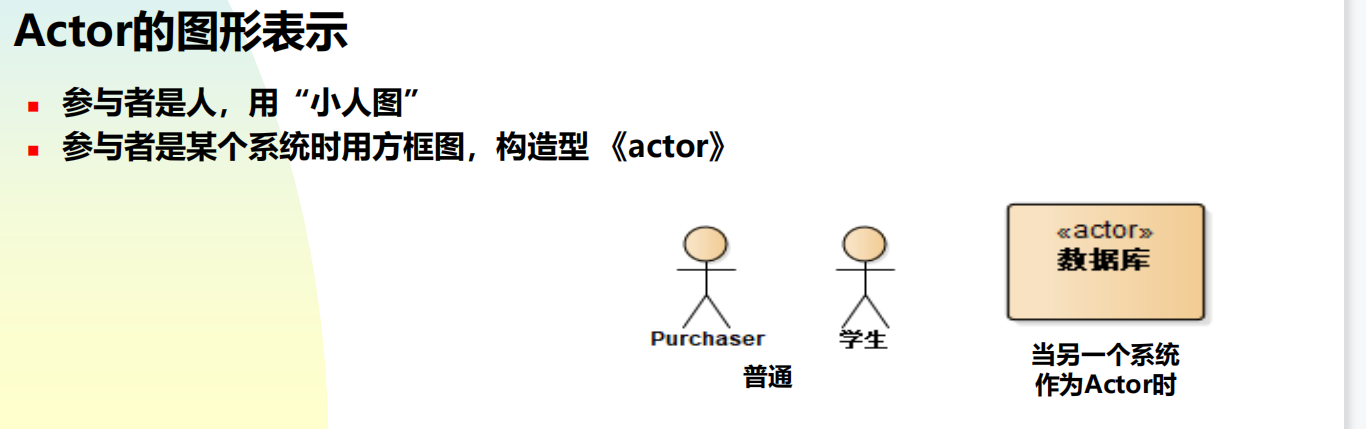 Actor的图形表示
参与者是人，用“小人图”
参与者是某个系统时用方框图，构造型 《actor》
«actor»
数据库
Purchaser
学生
普通
当另一个系统
作为Actor时